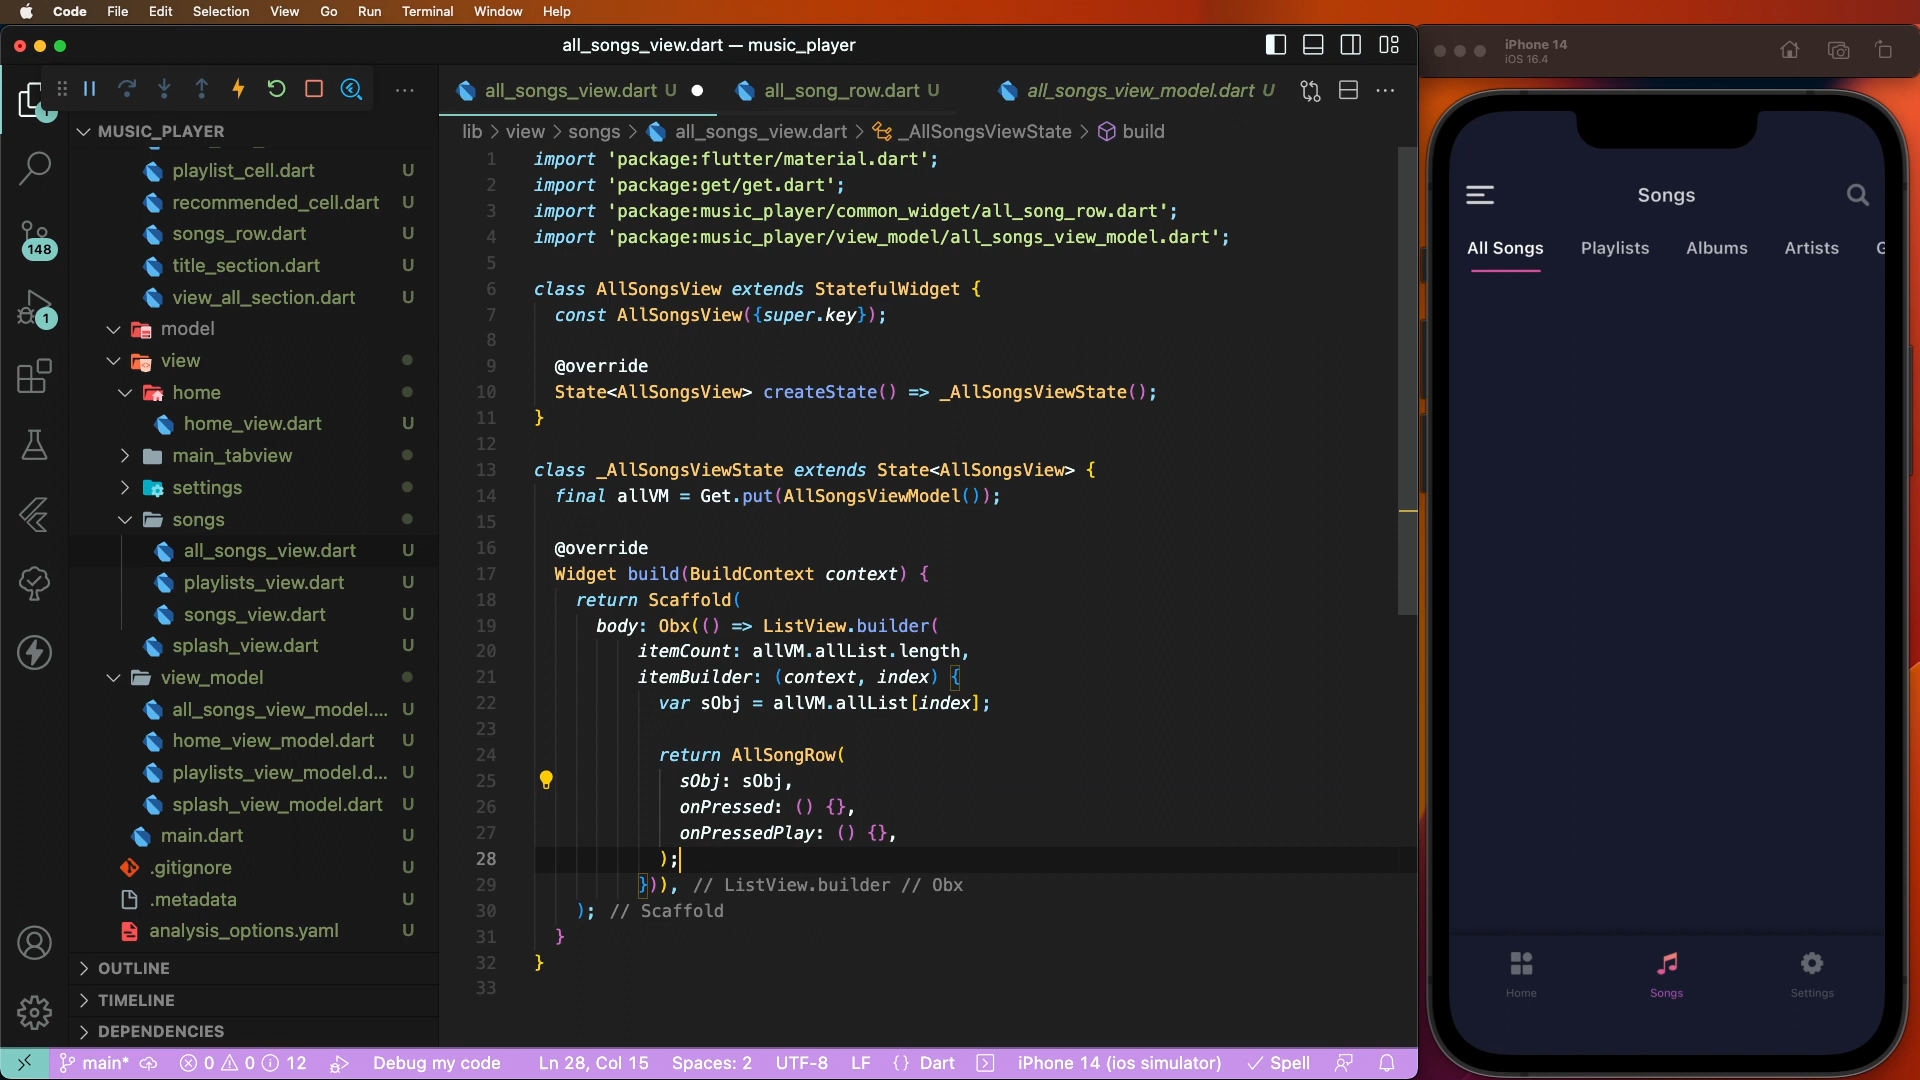 Code File Edit Selection View Go Run Terminal Window Help
all_songs_view.dart — music_player
all_songs_view.dart U
all_song_row.dart U
all_songs_view_model.dart U
lib > view > songs > all_songs_view.dart > _AllSongsViewState > build
MUSIC_PLAYER
playlist_cell.dart U
recommended_cell.dart U
songs_row.dart U
title_section.dart U
view_all_section.dart U
model
view
home
home_view.dart U
main_tabview
settings
songs
all_songs_view.dart U
playlists_view.dart U
songs_view.dart U
splash_view.dart U
view_model
all_songs_view_model.... U
home_view_model.dart U
playlists_view_model.d... U
splash_view_model.dart U
main.dart U
.gitignore U
.metadata U
analysis_options.yaml U
OUTLINE
TIMELINE
DEPENDENCIES
1
148
1
1 import 'package:flutter/material.dart';
2 import 'package:get/get.dart';
3 import 'package:music_player/common_widget/all_song_row.dart';
4 import 'package:music_player/view_model/all_songs_view_model.dart';
5
6 class AllSongsView extends StatefulWidget {
7 const AllSongsView({super.key});
8
9 @override
10 State<AllSongsView> createState() => _AllSongsViewState();
11 }
12
13 class _AllSongsViewState extends State<AllSongsView> {
14 final allVM = Get.put(AllSongsViewModel());
15
16 @override
17 Widget build(BuildContext context) {
18 return Scaffold(
19 body: Obx(() => ListView.builder(
20 itemCount: allVM.allList.length,
21 itemBuilder: (context, index) {
22 var sObj = allVM.allList[index];
23
24 return AllSongRow(
25 sObj: sObj,
26 onPressed: () {},
27 onPressedPlay: () {},
28 );
29 })), // ListView.builder // Obx
30 ); // Scaffold
31 }
32 }
33
main* 0 0 12 Debug my code Ln 28, Col 15 Spaces: 2 UTF-8 LF {} Dart iPhone 14 (ios simulator) Spell
iPhone 14
iOS 16.4
Songs
All Songs Playlists Albums Artists G
Home Songs Settings